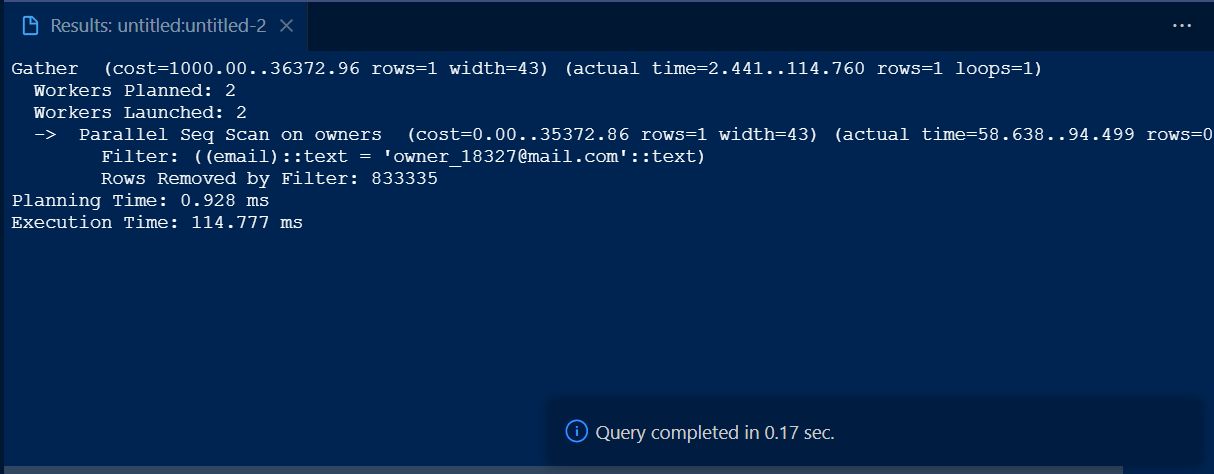 Results: untitled:untitled-2
Gather  (cost=1000.00..36372.96 rows=1 width=43) (actual time=2.441..114.760 rows=1 loops=1)
  Workers Planned: 2
  Workers Launched: 2
  ->  Parallel Seq Scan on owners  (cost=0.00..35372.86 rows=1 width=43) (actual time=58.638..94.499 rows=0
        Filter: ((email)::text = 'owner_18327@mail.com'::text)
        Rows Removed by Filter: 833335
Planning Time: 0.928 ms
Execution Time: 114.777 ms
Query completed in 0.17 sec.